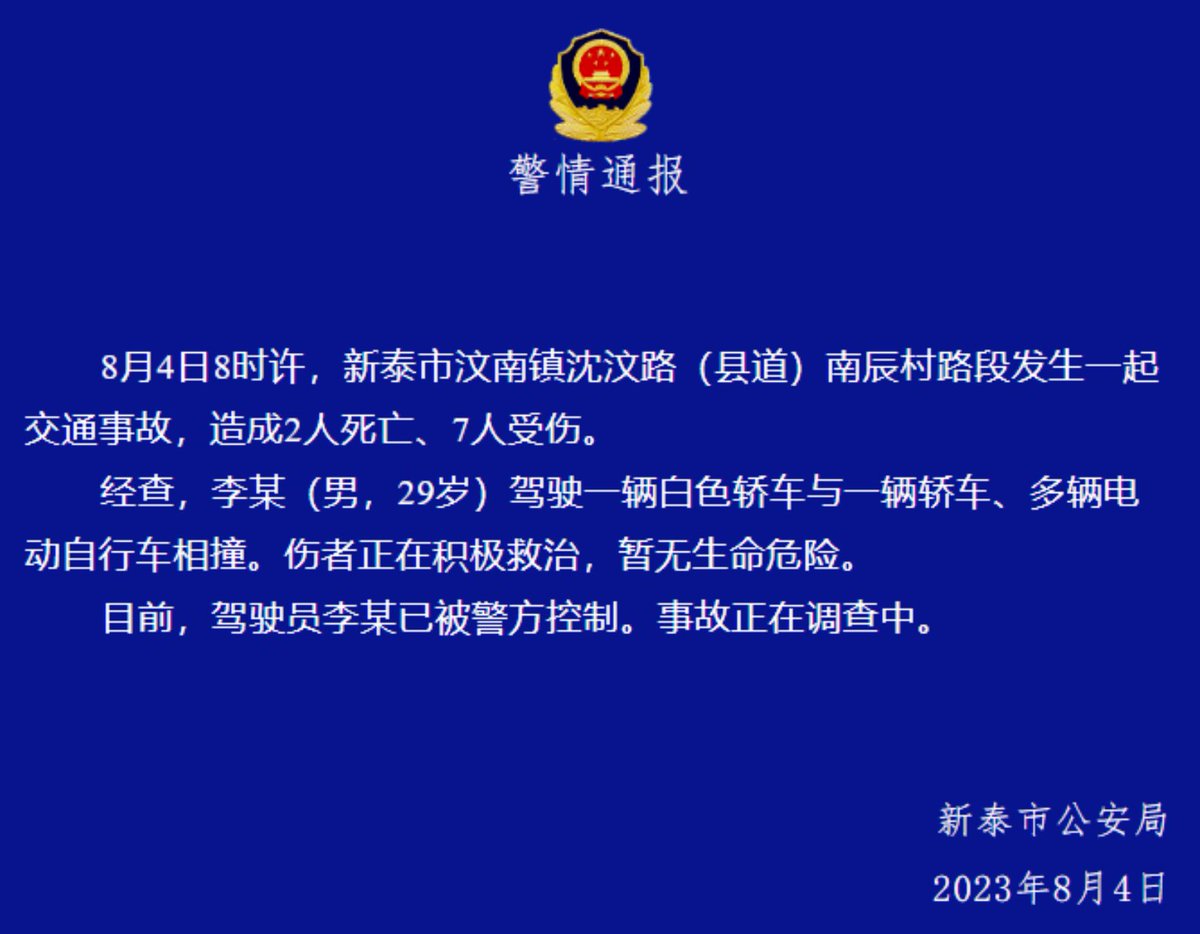 警情通报
8月4日8时许，新泰市汶南镇沈汶路（县道）南辰村路段发生一起
交通事故，造成2人死亡、7人受伤。
经查，李某（男，29岁）驾驶一辆白色轿车与一辆轿车、多辆电
动自行车相撞。伤者正在积极救治，暂无生命危险。
目前，驾驶员李某已被警方控制。事故正在调查中。
新泰市公安局
2023年8月4日